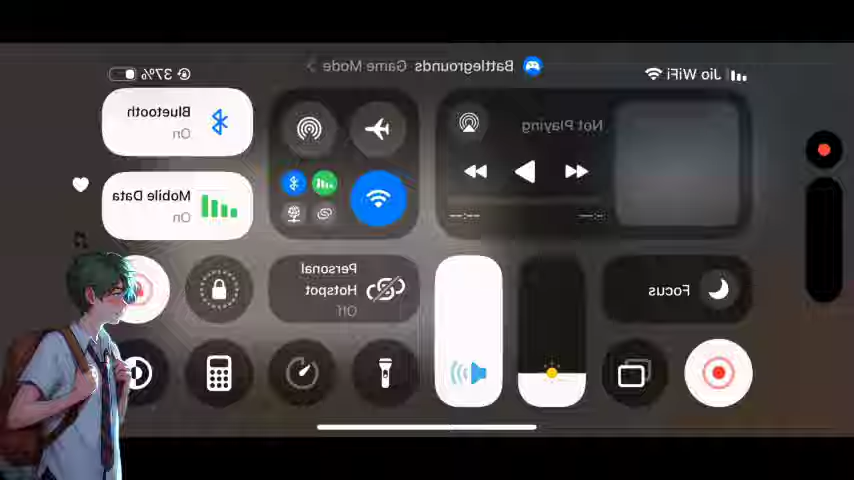 Battlegrounds Game Mode >
Jio WiFi
37%
Not Playing
--:--
--:--
Bluetooth
On
Mobile Data
On
Personal
Hotspot
Off
Focus